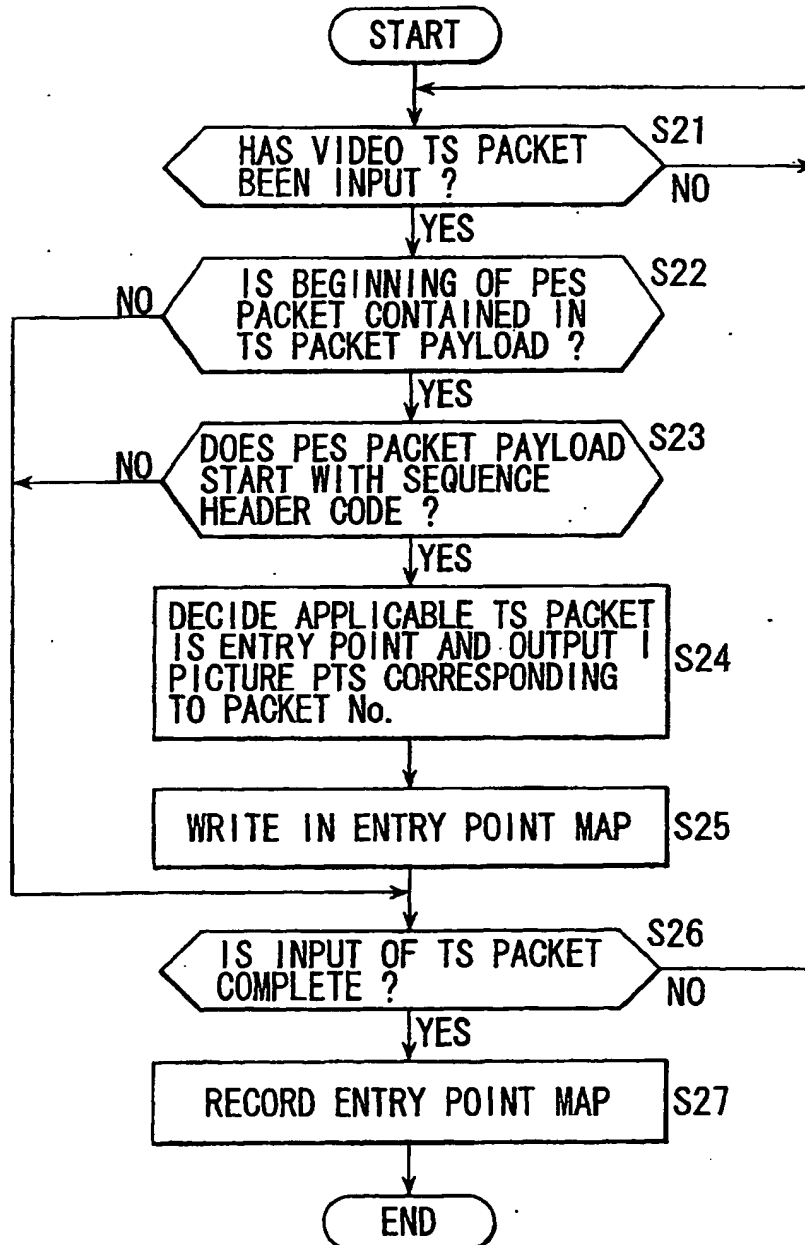 START
HAS VIDEO TS PACKET
BEEN INPUT ?
S21
NO
YES
IS BEGINNING OF PES
PACKET CONTAINED IN
TS PACKET PAYLOAD ?
S22
NO
YES
DOES PES PACKET PAYLOAD
START WITH SEQUENCE
HEADER CODE ?
S23
NO
YES
DECIDE APPLICABLE TS PACKET
IS ENTRY POINT AND OUTPUT I
PICTURE PTS CORRESPONDING
TO PACKET No.
S24
WRITE IN ENTRY POINT MAP
S25
IS INPUT OF TS PACKET
COMPLETE ?
S26
NO
YES
RECORD ENTRY POINT MAP
S27
END